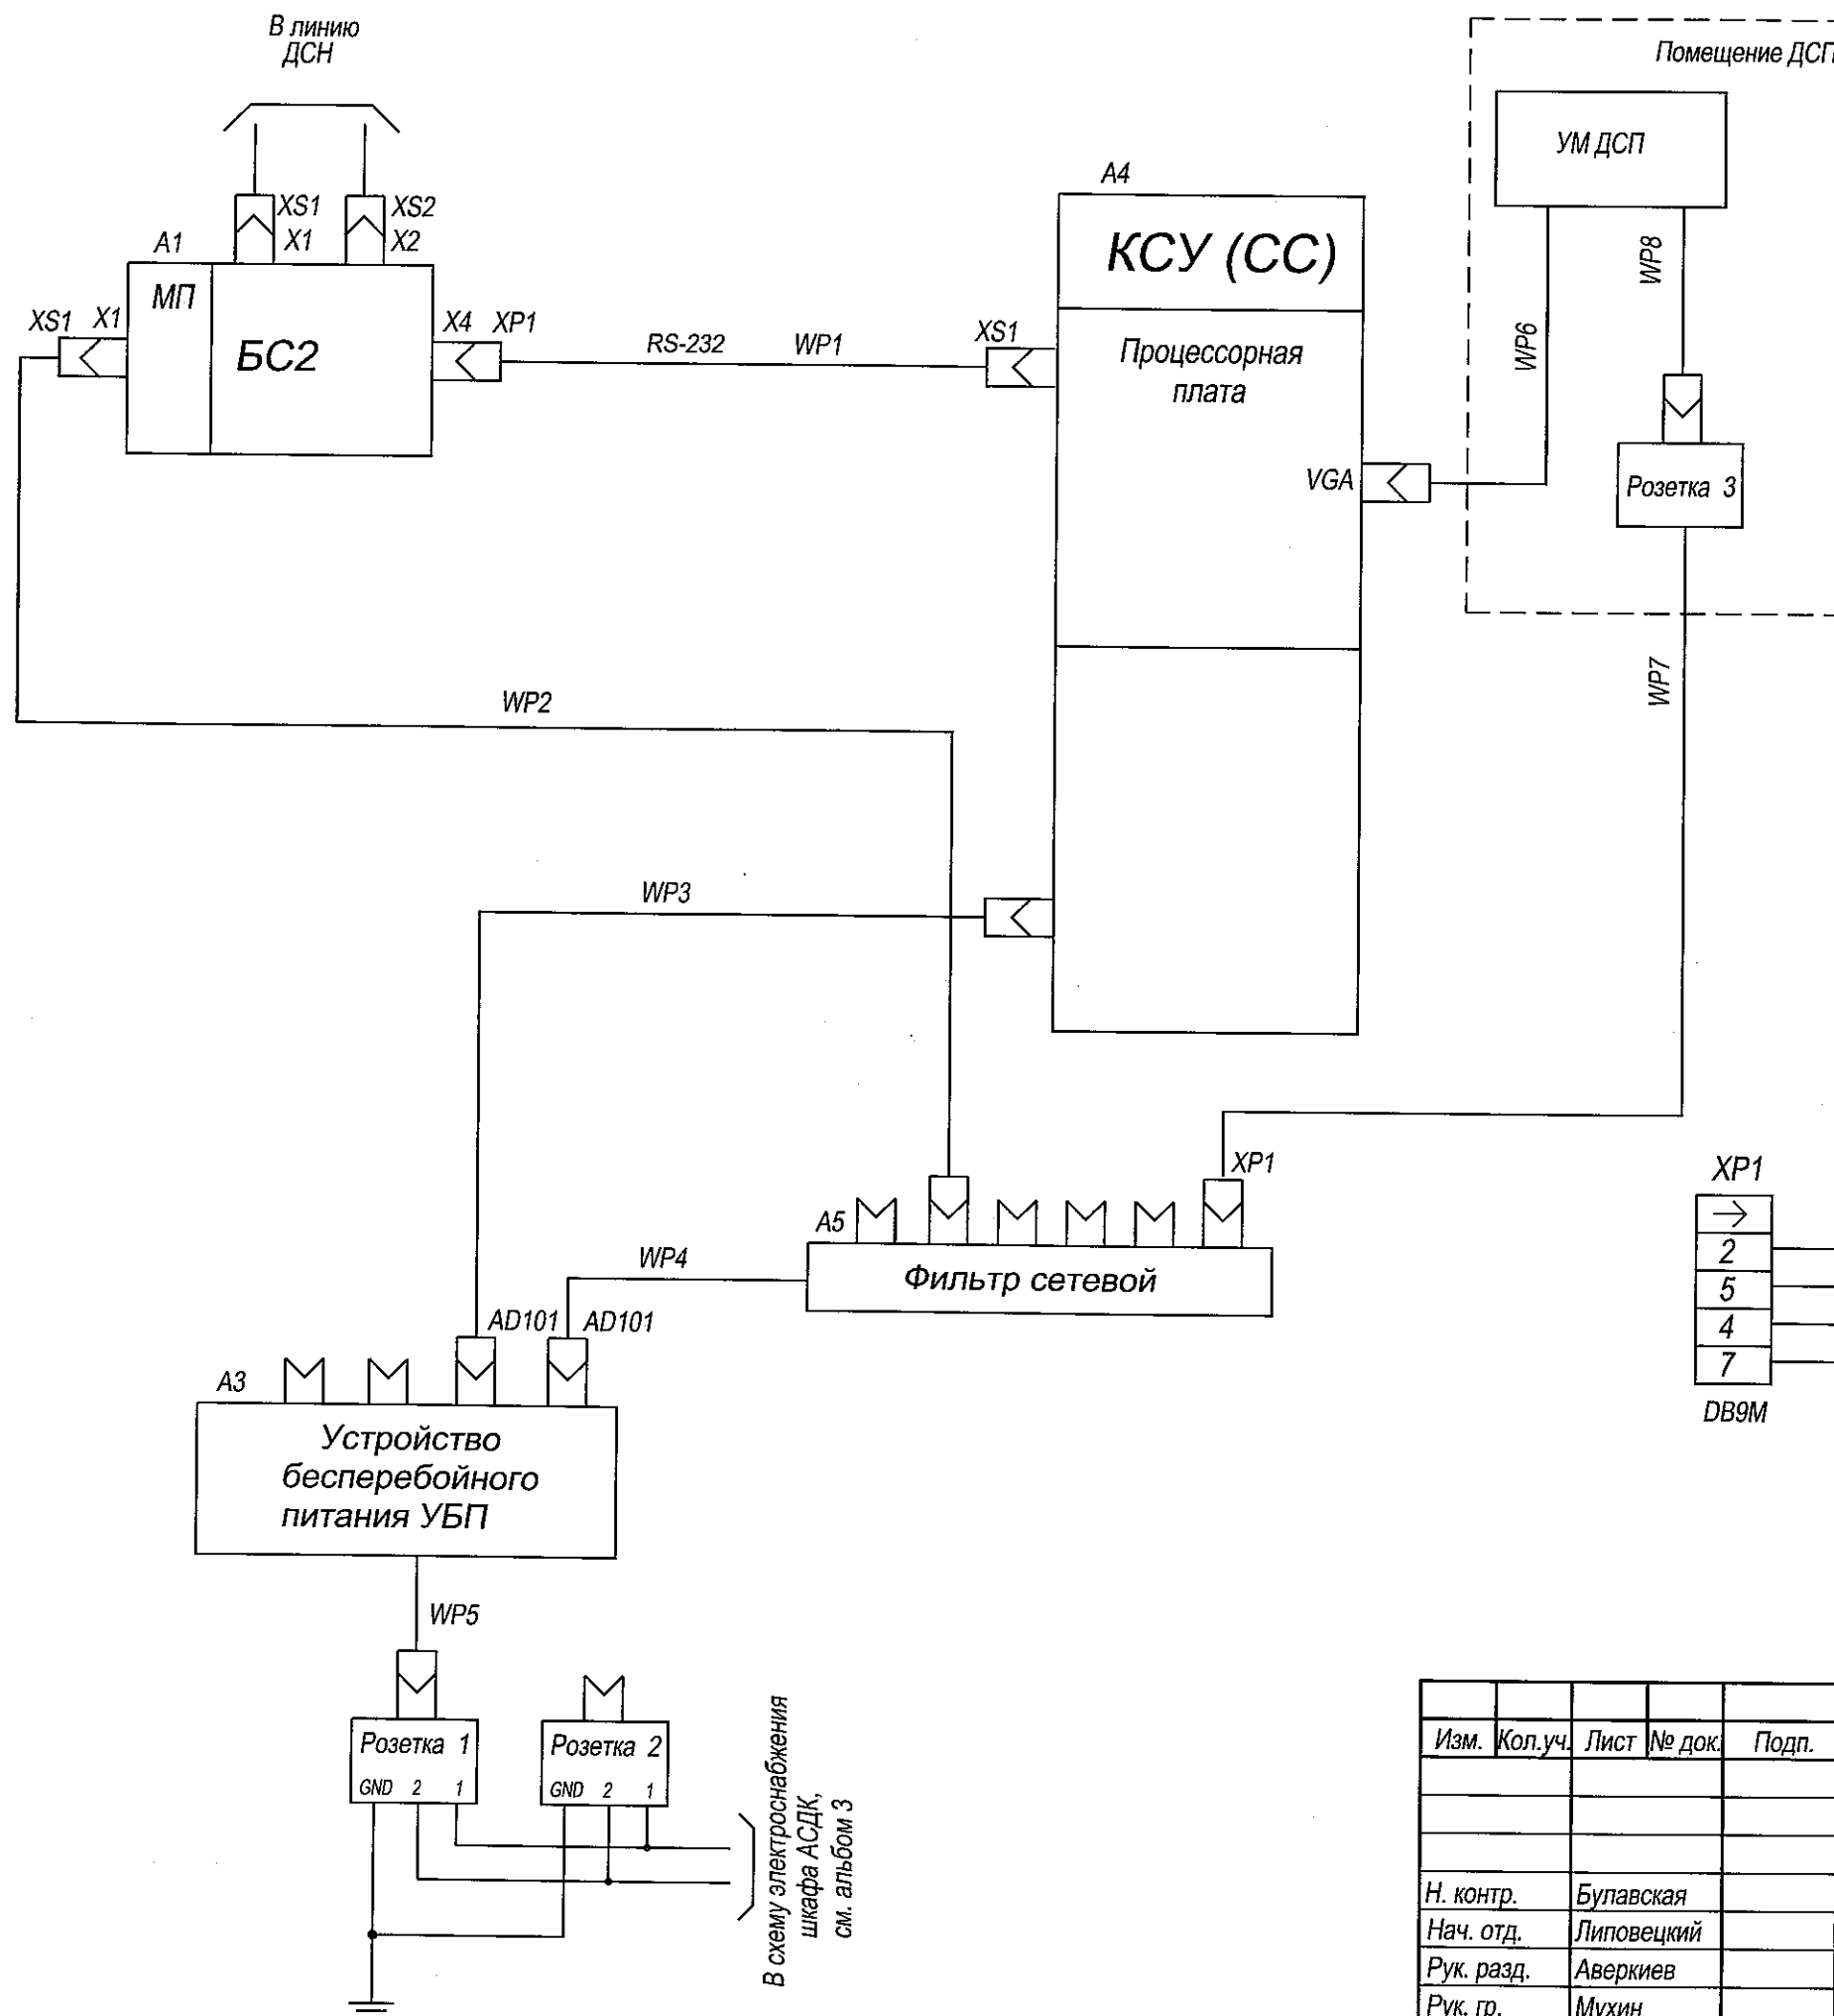 В линию
ДСН
Помещение ДСП
УМ ДСП
А4
XS1
XS2
А1
X1
X2
КСУ (СС)
WP8
МП
XS1
X1
БС2
X4
XP1
RS-232
WP1
XS1
Процессорная
плата
WP6
VGA
Розетка 3
WP7
WP2
WP3
XP1
XP1
А5
WP4
Фильтр сетевой
2
5
4
7
DB9M
AD101
AD101
А3
Устройство
бесперебойного
питания УБП
WP5
Розетка 1
GND 2 1
Розетка 2
GND 2 1
В схему электроснабжения
шкафа АСДК,
см. альбом 3
Изм. Кол.уч. Лист № док. Подп.
Н. контр. Булавская
Нач. отд. Липовецкий
Рук. разд. Аверкиев
Рук. гр. Мухин